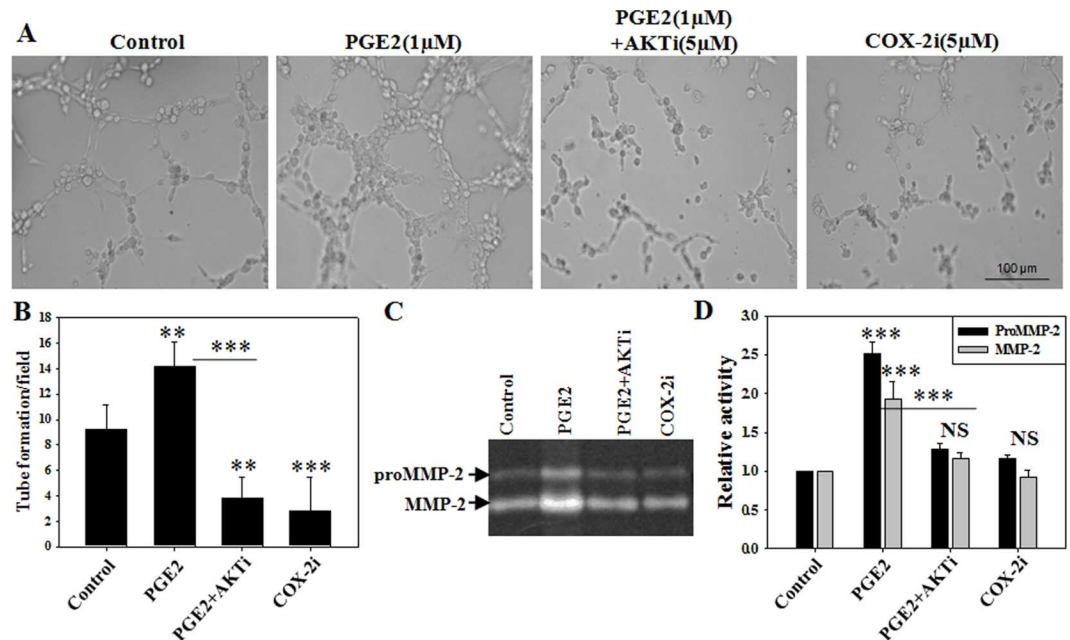 A
Control
PGE2(1μM)
PGE2(1μM)
+AKTi(5μM)
COX-2i(5μM)
100 μm
B
Tube formation/field
18
16
14
12
10
8
6
4
2
0
**
***
**
***
Control
PGE2
PGE2+AKTi
COX-2i
C
Control
PGE2
PGE2+AKTi
COX-2i
proMMP-2
MMP-2
D
Relative activity
3.0
2.5
2.0
1.5
1.0
0.5
0.0
ProMMP-2
MMP-2
***
***
***
NS
NS
Control
PGE2
PGE2+AKTi
COX-2i